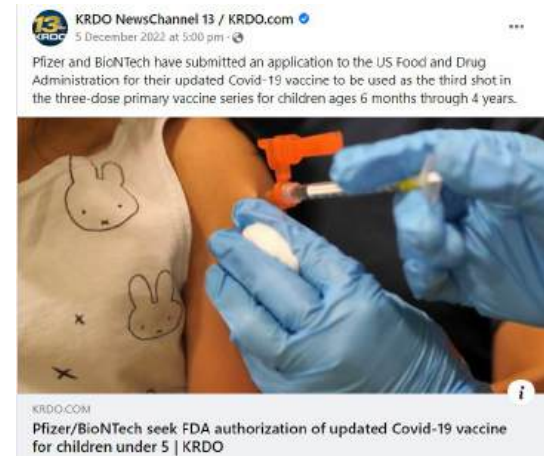 13
KRDO
KRDO NewsChannel 13 / KRDO.com
5 December 2022 at 5:00 pm ·
Pfizer and BioNTech have submitted an application to the US Food and Drug
Administration for their updated Covid-19 vaccine to be used as the third shot in
the three-dose primary vaccine series for children ages 6 months through 4 years.
i
KRDO.COM
Pfizer/BioNTech seek FDA authorization of updated Covid-19 vaccine
for children under 5 | KRDO